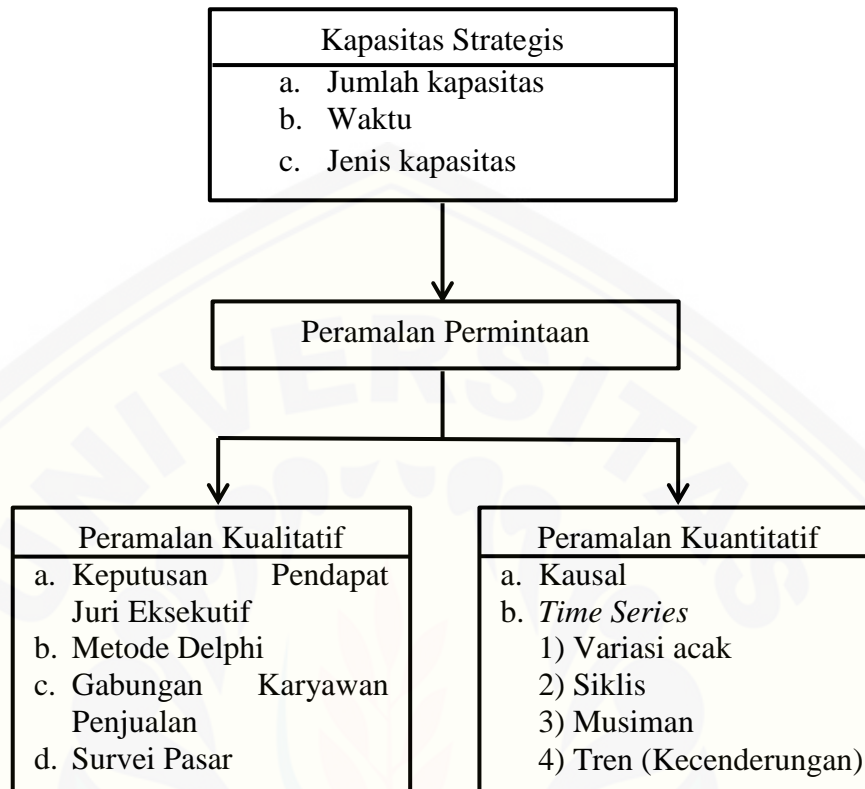 Kapasitas Strategis
a. Jumlah kapasitas
b. Waktu
c. Jenis kapasitas
Peramalan Permintaan
Peramalan Kualitatif
a. Keputusan Pendapat
Juri Eksekutif
b. Metode Delphi
c. Gabungan Karyawan
Penjualan
d. Survei Pasar
Peramalan Kuantitatif
a. Kausal
b. Time Series
1) Variasi acak
2) Siklis
3) Musiman
4) Tren (Kecenderungan)
UNIVERSITAS